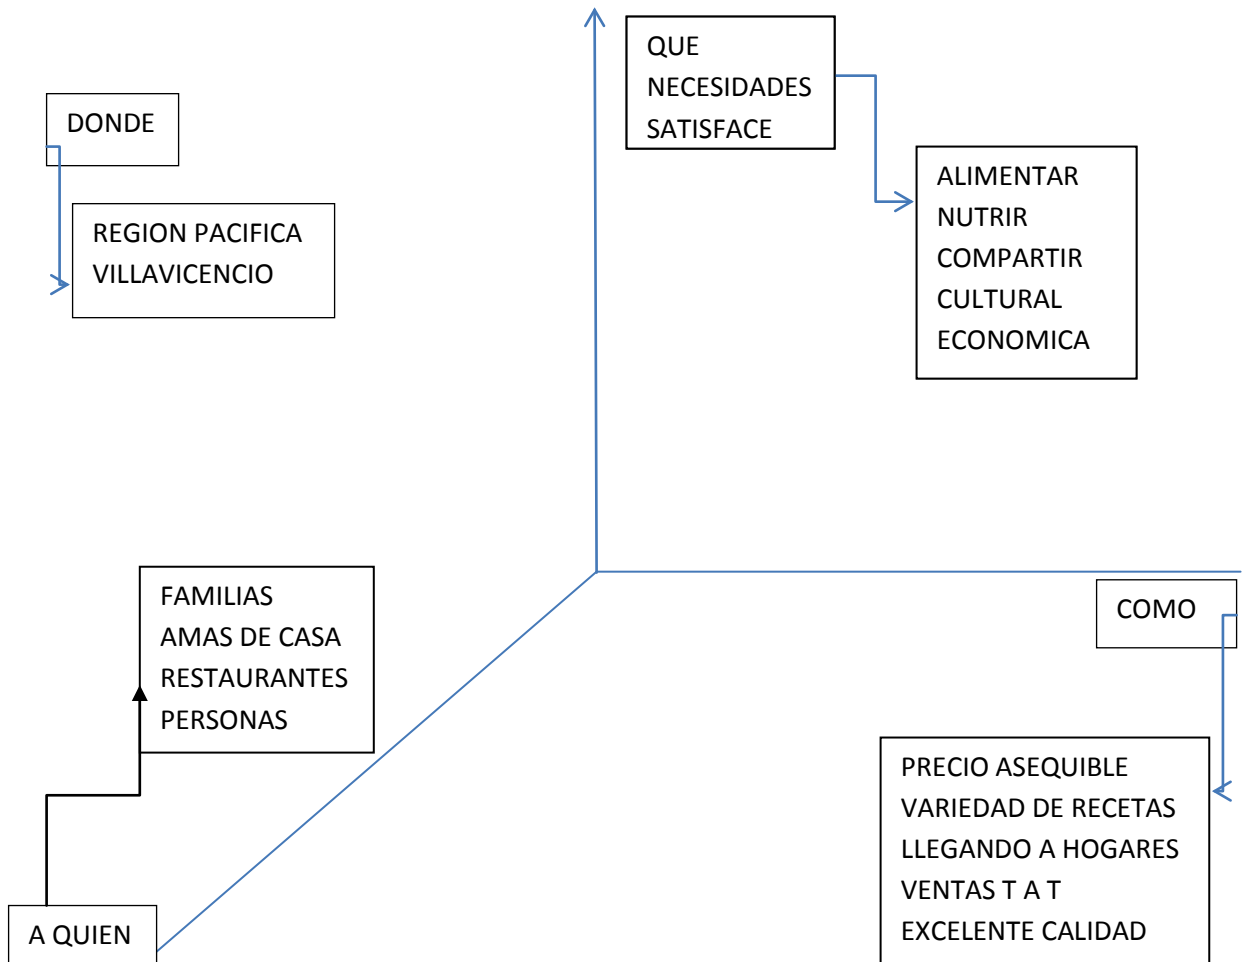 QUE
NECESIDADES
SATISFACE
DONDE
ALIMENTAR
NUTRIR
COMPARTIR
CULTURAL
ECONOMICA
REGION PACIFICA
VILLAVICENCIO
FAMILIAS
AMAS DE CASA
RESTAURANTES
PERSONAS
COMO
PRECIO ASEQUIBLE
VARIEDAD DE RECETAS
LLEGANDO A HOGARES
VENTAS T A T
EXCELENTE CALIDAD
A QUIEN